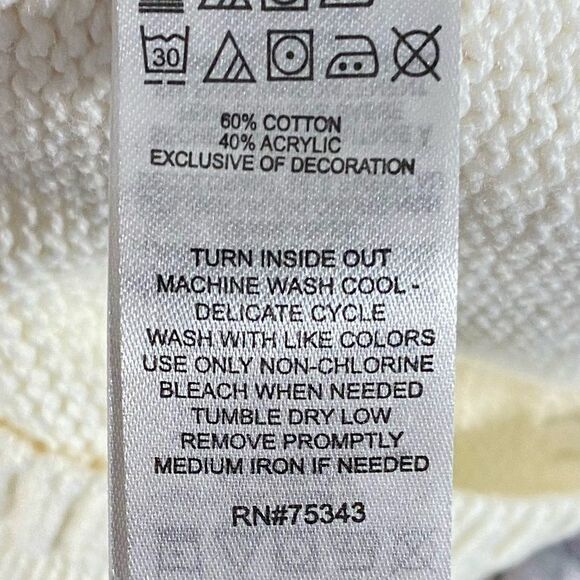 30
60% COTTON
40% ACRYLIC
EXCLUSIVE OF DECORATION
TURN INSIDE OUT
MACHINE WASH COOL -
DELICATE CYCLE
WASH WITH LIKE COLORS
USE ONLY NON-CHLORINE
BLEACH WHEN NEEDED
TUMBLE DRY LOW
REMOVE PROMPTLY
MEDIUM IRON IF NEEDED
RN#75343